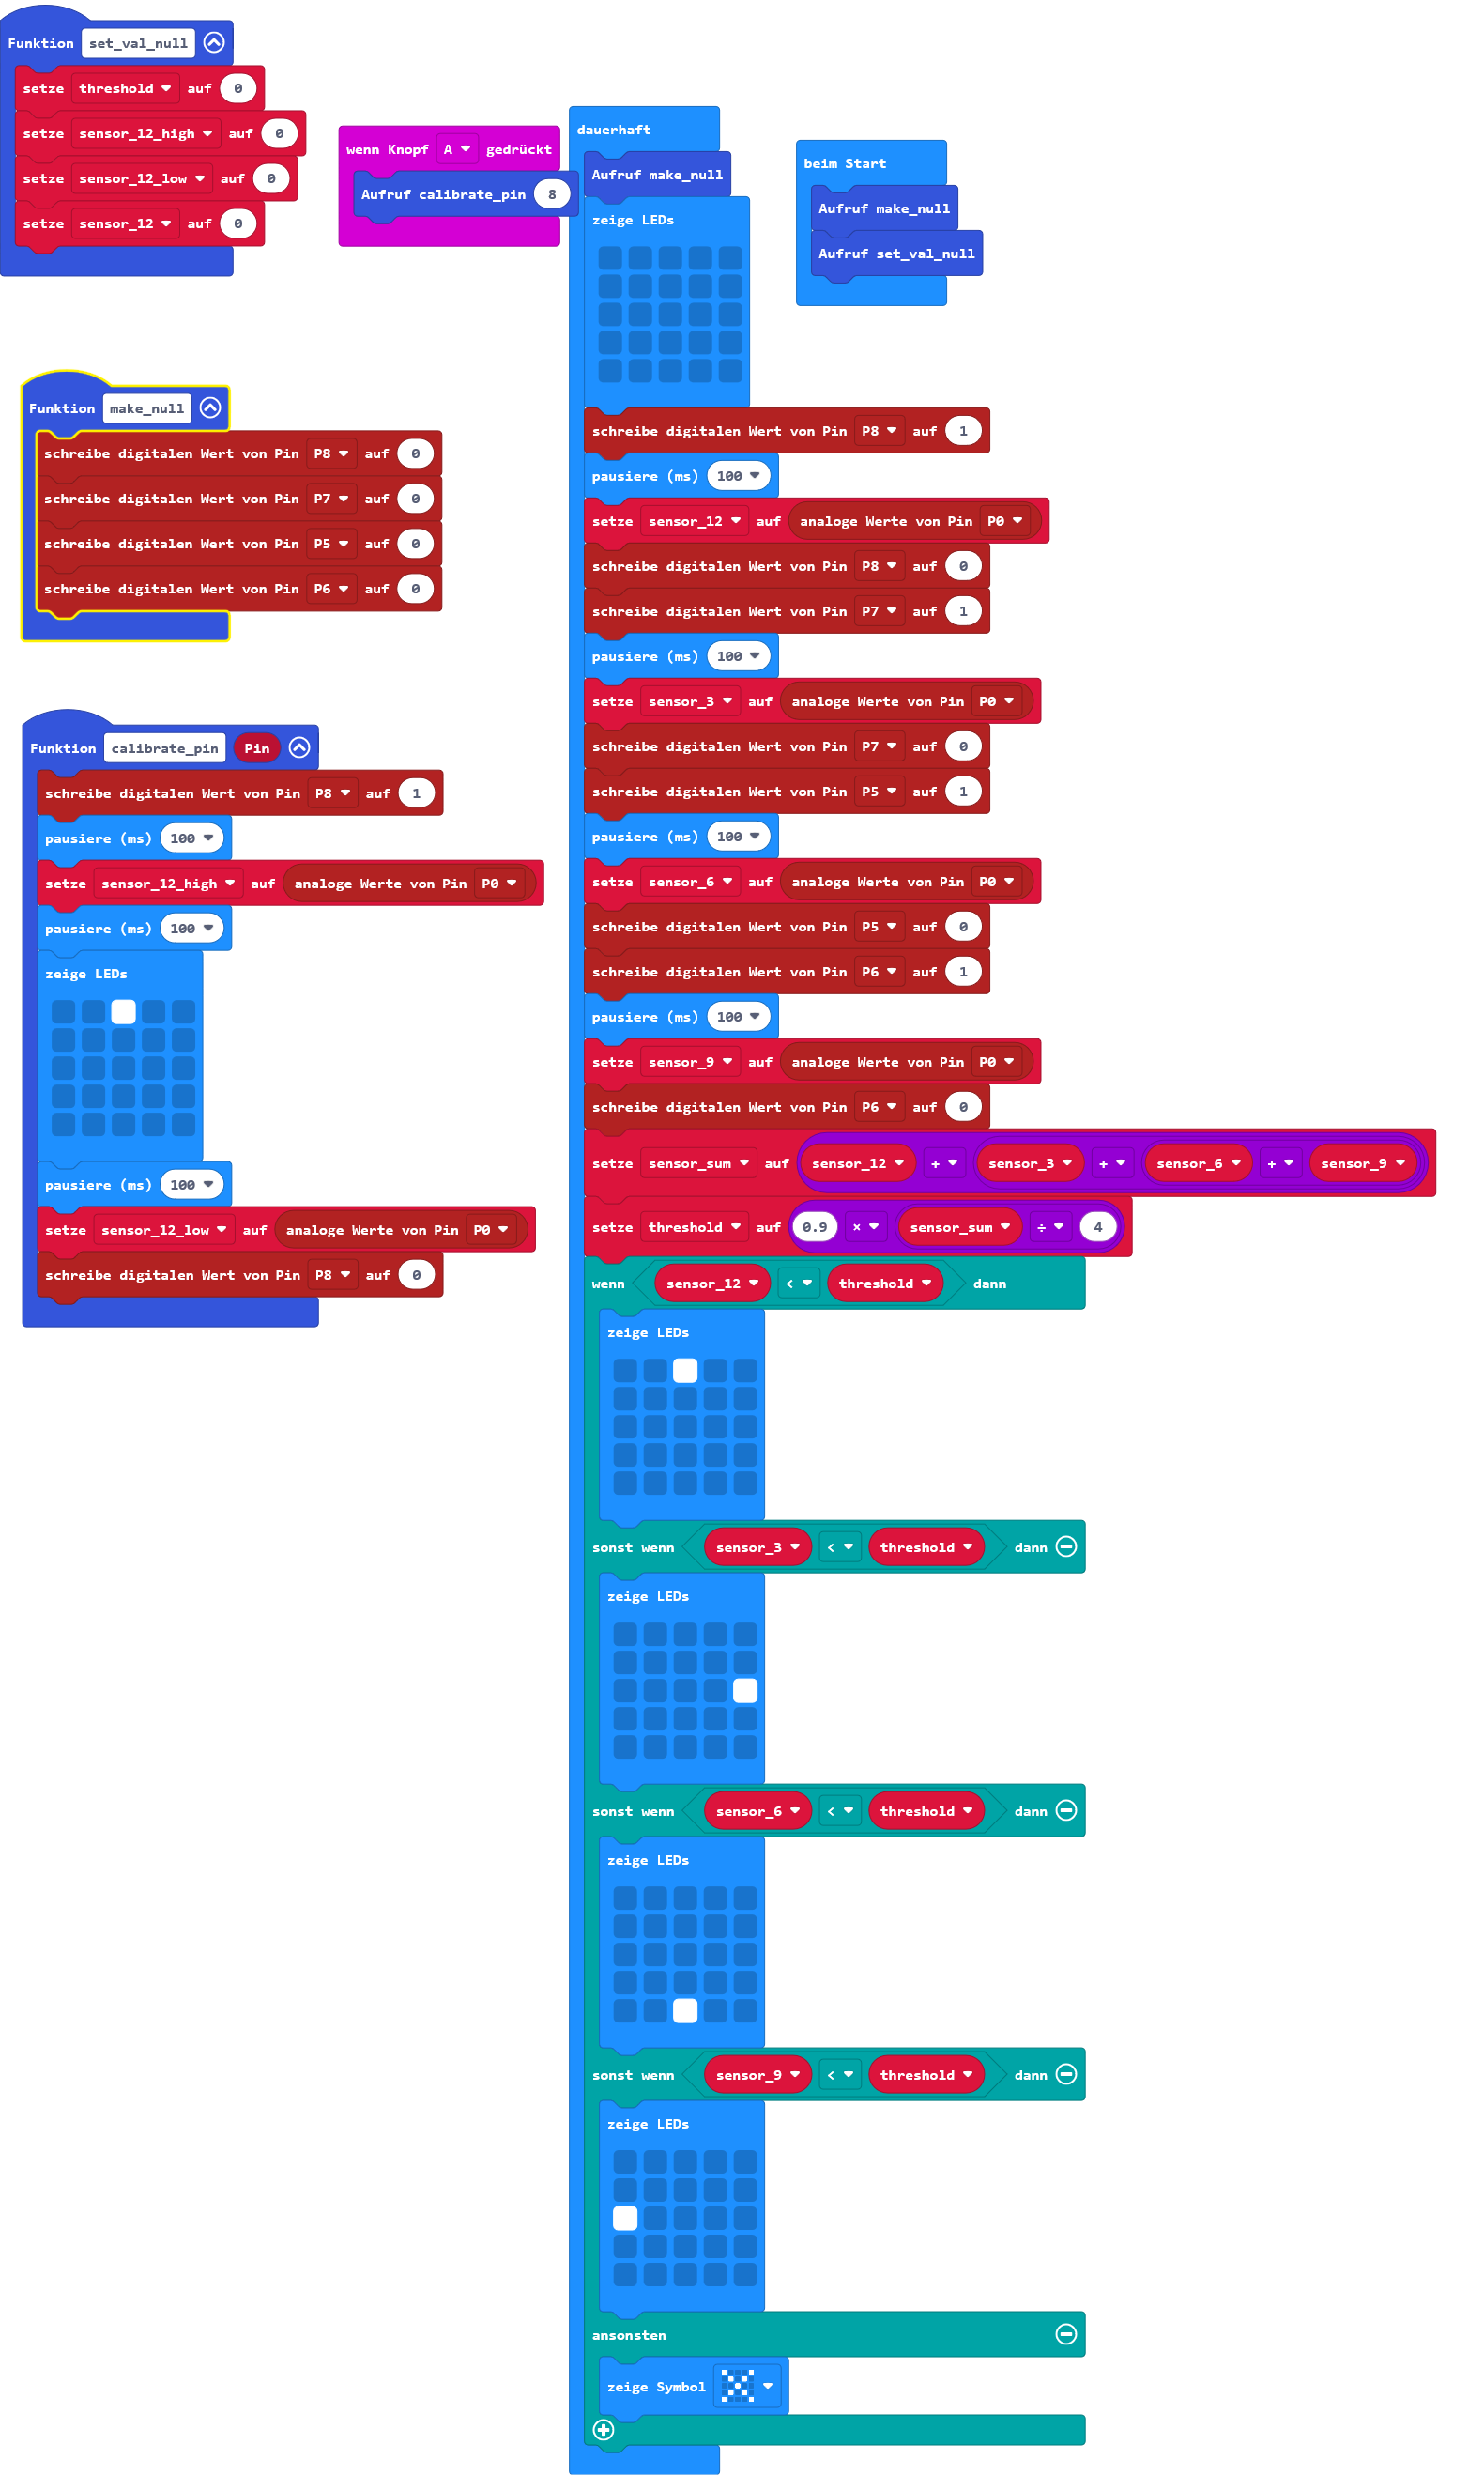 Funktion set_val_null
setze threshold auf 0
setze sensor_12_high auf 0
setze sensor_12_low auf 0
setze sensor_12 auf 0
wenn Knopf A gedrückt
Aufruf calibrate_pin 8
Funktion make_null
schreibe digitalen Wert von Pin P8 auf 0
schreibe digitalen Wert von Pin P7 auf 0
schreibe digitalen Wert von Pin P5 auf 0
schreibe digitalen Wert von Pin P6 auf 0
Funktion calibrate_pin Pin
schreibe digitalen Wert von Pin P8 auf 1
pausiere (ms) 100
setze sensor_12_high auf analoge Werte von Pin P0
pausiere (ms) 100
zeige LEDs
pausiere (ms) 100
setze sensor_12_low auf analoge Werte von Pin P0
schreibe digitalen Wert von Pin P8 auf 0
dauerhaft
Aufruf make_null
zeige LEDs
schreibe digitalen Wert von Pin P8 auf 1
pausiere (ms) 100
setze sensor_12 auf analoge Werte von Pin P0
schreibe digitalen Wert von Pin P8 auf 0
schreibe digitalen Wert von Pin P7 auf 1
pausiere (ms) 100
setze sensor_3 auf analoge Werte von Pin P0
schreibe digitalen Wert von Pin P7 auf 0
schreibe digitalen Wert von Pin P5 auf 1
pausiere (ms) 100
setze sensor_6 auf analoge Werte von Pin P0
schreibe digitalen Wert von Pin P5 auf 0
schreibe digitalen Wert von Pin P6 auf 1
pausiere (ms) 100
setze sensor_9 auf analoge Werte von Pin P0
schreibe digitalen Wert von Pin P6 auf 0
setze sensor_sum auf sensor_12 + sensor_3 + sensor_6 + sensor_9
setze threshold auf 0.9 × sensor_sum ÷ 4
wenn sensor_12 < threshold dann
zeige LEDs
sonst wenn sensor_3 < threshold dann
zeige LEDs
sonst wenn sensor_6 < threshold dann
zeige LEDs
sonst wenn sensor_9 < threshold dann
zeige LEDs
ansonsten
zeige Symbol
beim Start
Aufruf make_null
Aufruf set_val_null